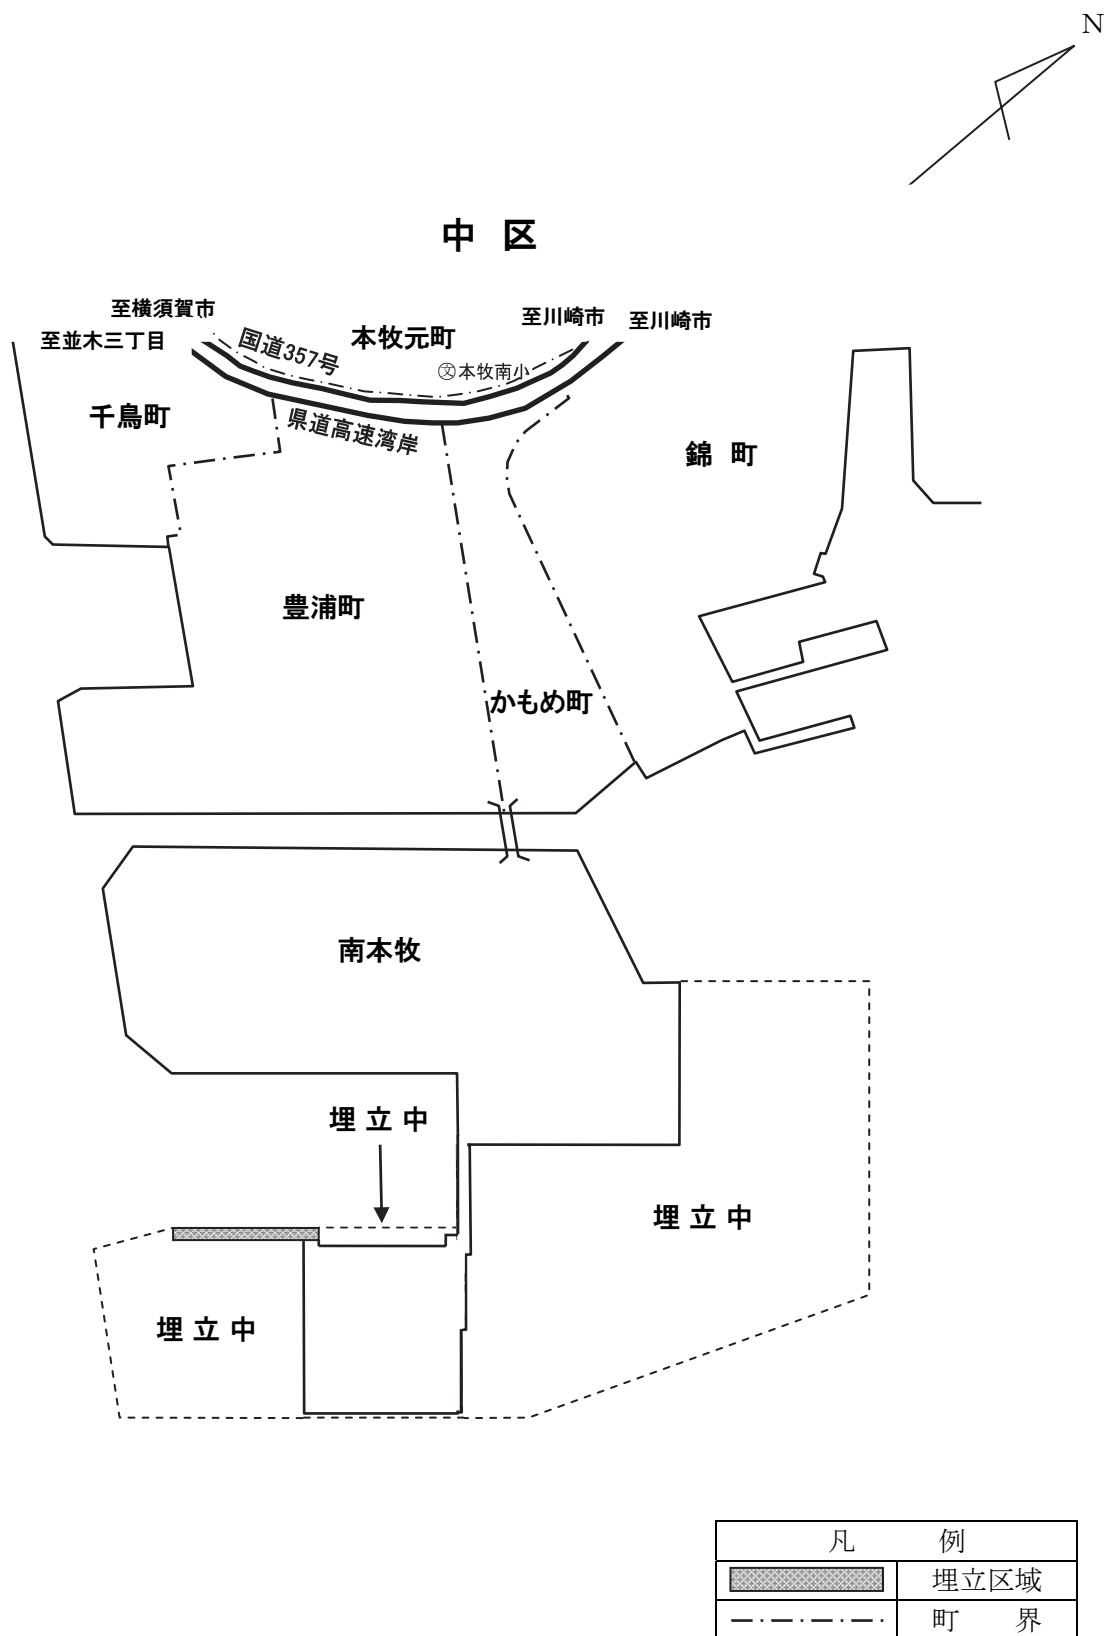 N
中 区
至横須賀市
至並木三丁目
国道357号
本牧元町
至川崎市
至川崎市
㊫本牧南小
千鳥町
県道高速湾岸
錦 町
豊浦町
かもめ町
南本牧
埋 立 中
埋 立 中
埋 立 中
凡 例
埋立区域
町 界